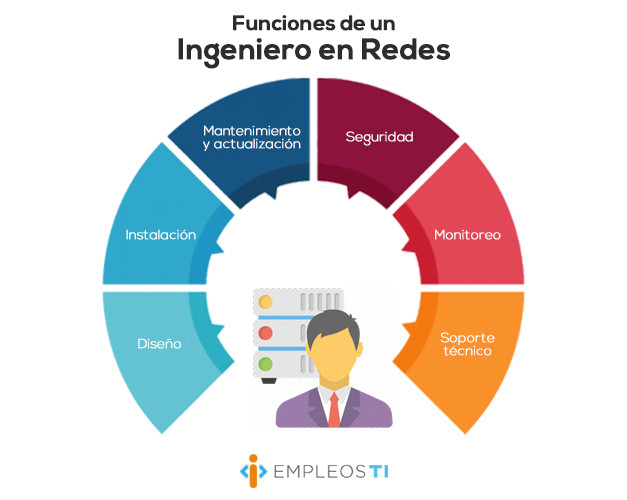 Funciones de un
Ingeniero en Redes
Mantenimiento
y actualización
Seguridad
Instalación
Monitoreo
Diseño
Soporte
técnico
EMPLEOS TI